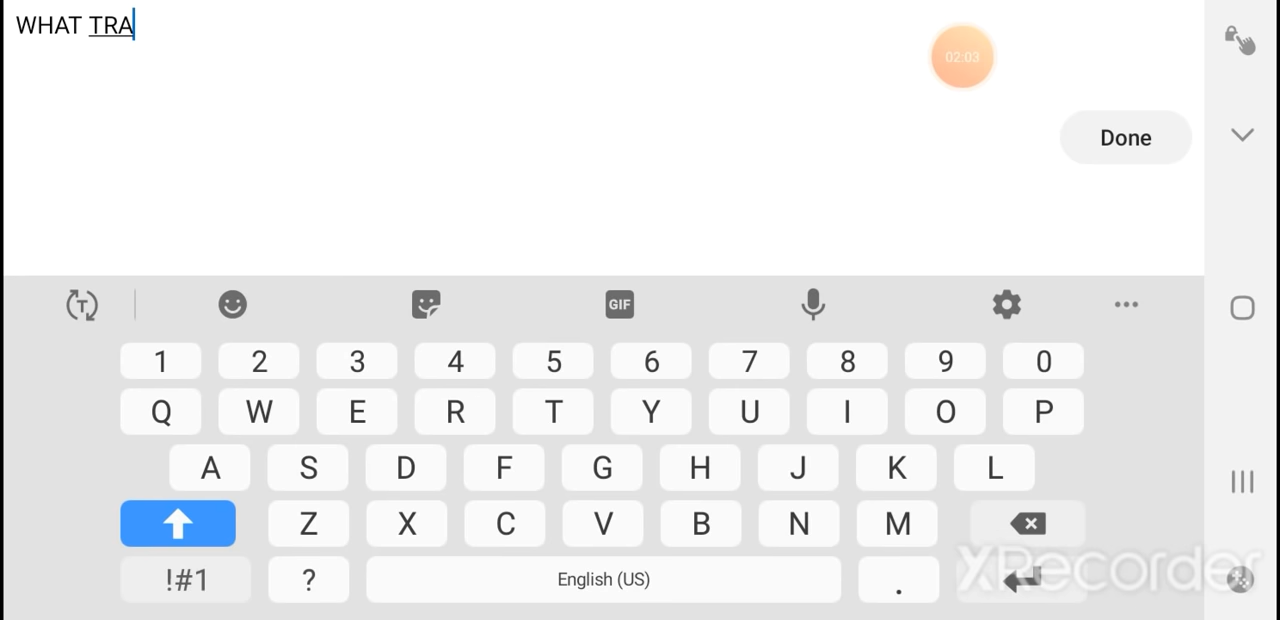 WHAT TRA
02:03
Done
GIF
1 2 3 4 5 6 7 8 9 0
Q W E R T Y U I O P
A S D F G H J K L
Z X C V B N M
!#1 ? English (US) .
XRecorder